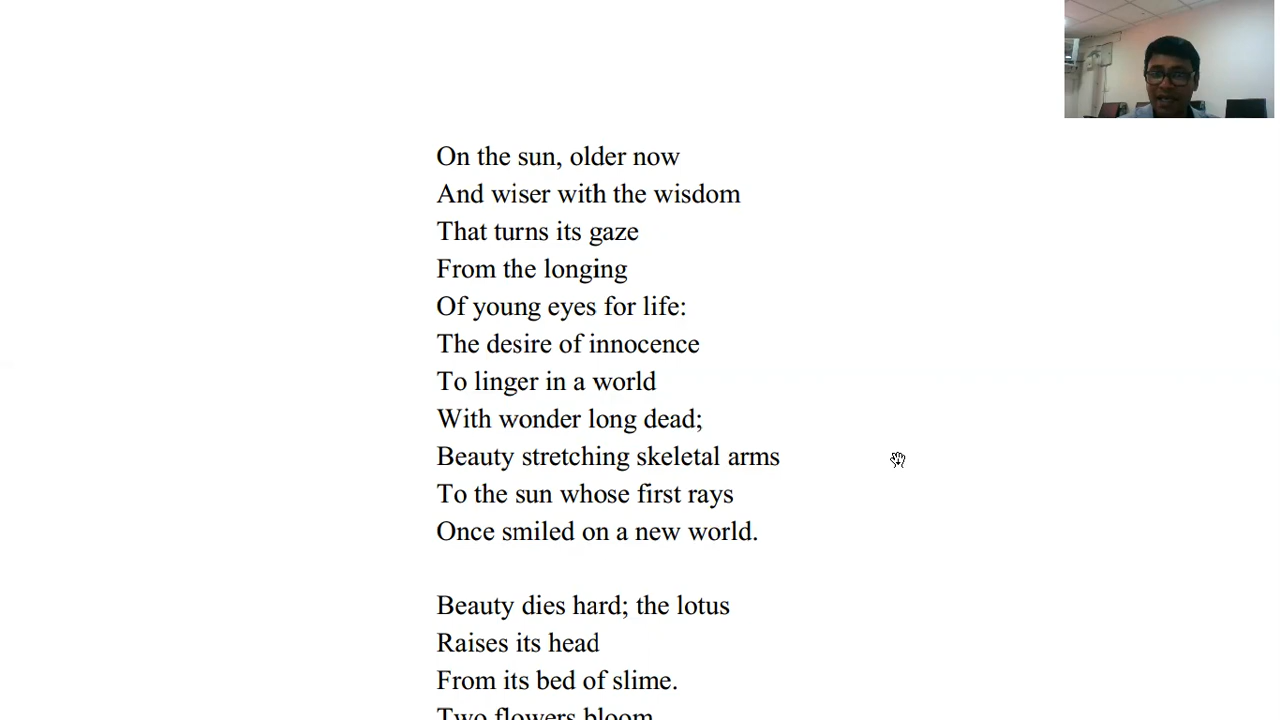 On the sun, older now
And wiser with the wisdom
That turns its gaze
From the longing
Of young eyes for life:
The desire of innocence
To linger in a world
With wonder long dead;
Beauty stretching skeletal arms
To the sun whose first rays
Once smiled on a new world.
Beauty dies hard; the lotus
Raises its head
From its bed of slime.
Two flowers bloom